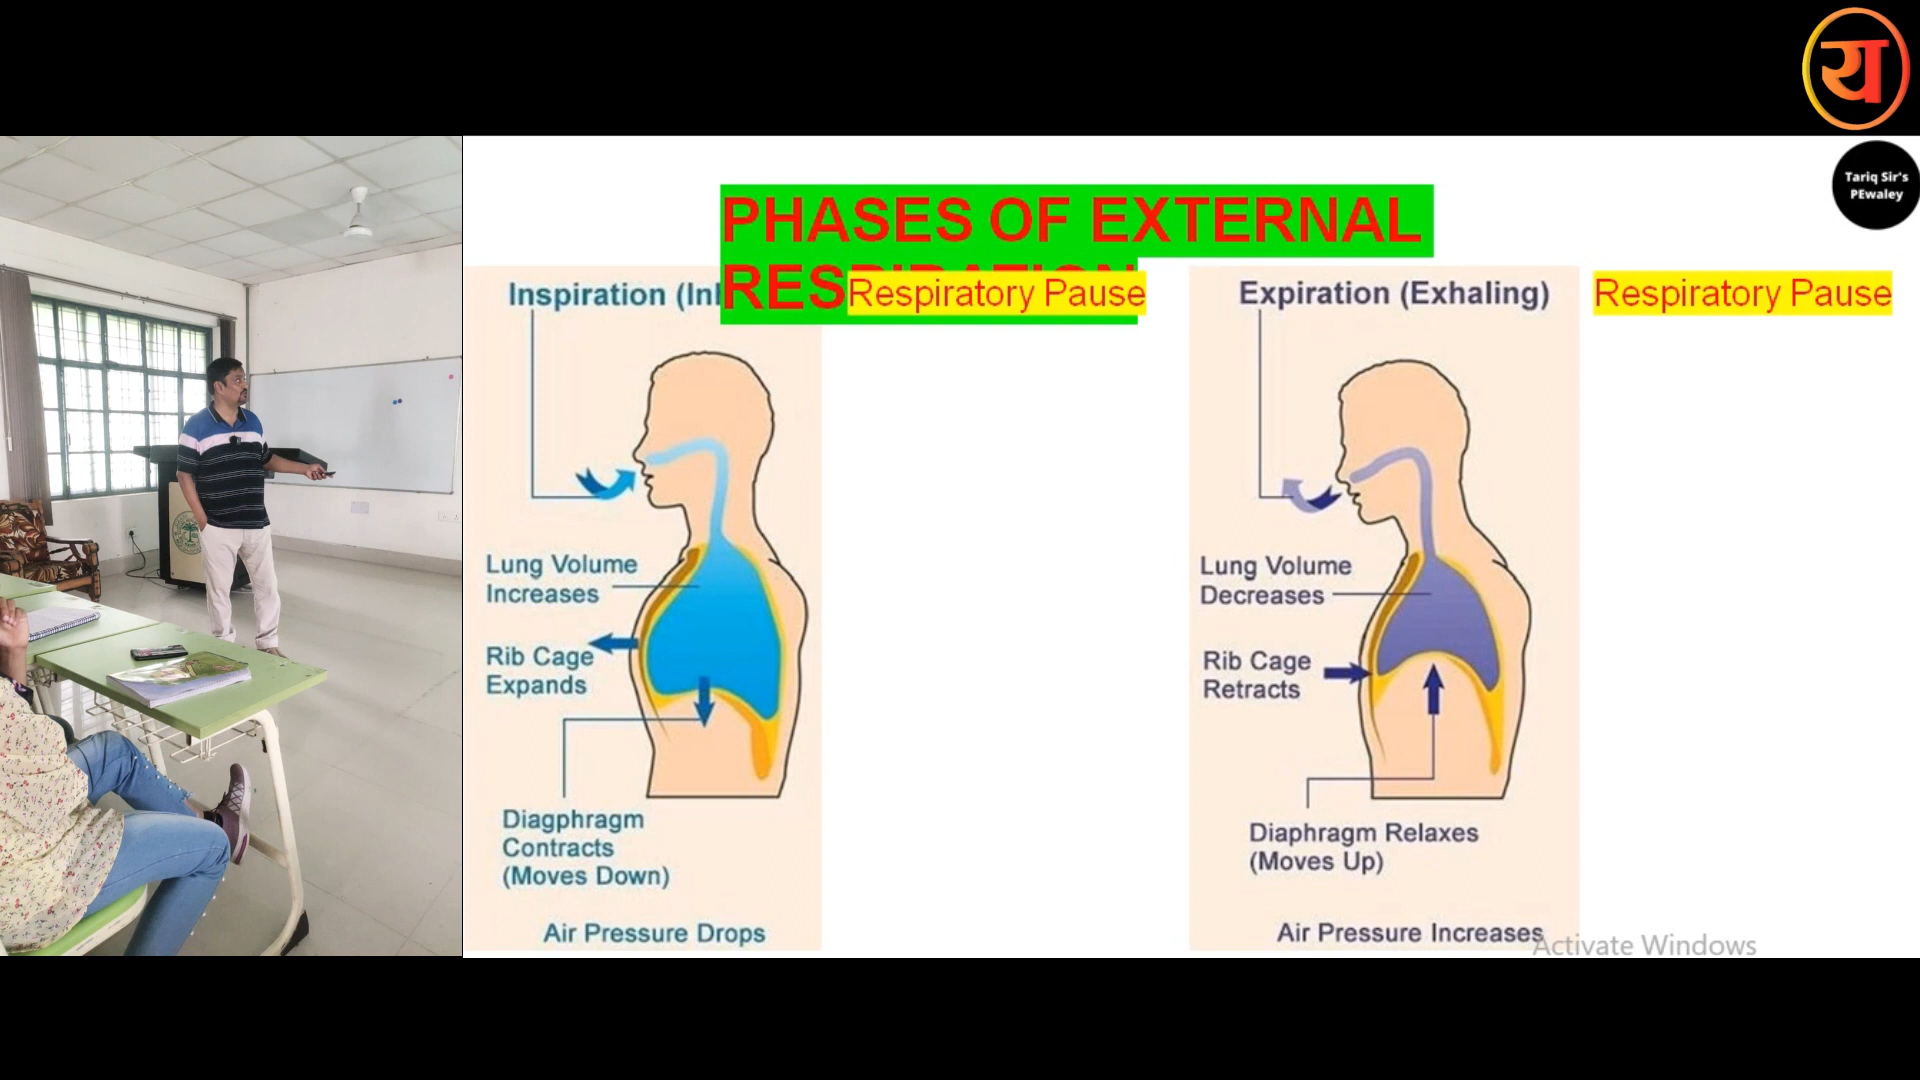 य
Tariq Sir's
PEwaley
PHASES OF EXTERNAL
RESPIRATION
Inspiration (Inh
Respiratory Pause
Expiration (Exhaling)
Respiratory Pause
Lung Volume
Increases
Rib Cage
Expands
Diagphragm
Contracts
(Moves Down)
Air Pressure Drops
Lung Volume
Decreases
Rib Cage
Retracts
Diaphragm Relaxes
(Moves Up)
Air Pressure Increases
Activate Windows